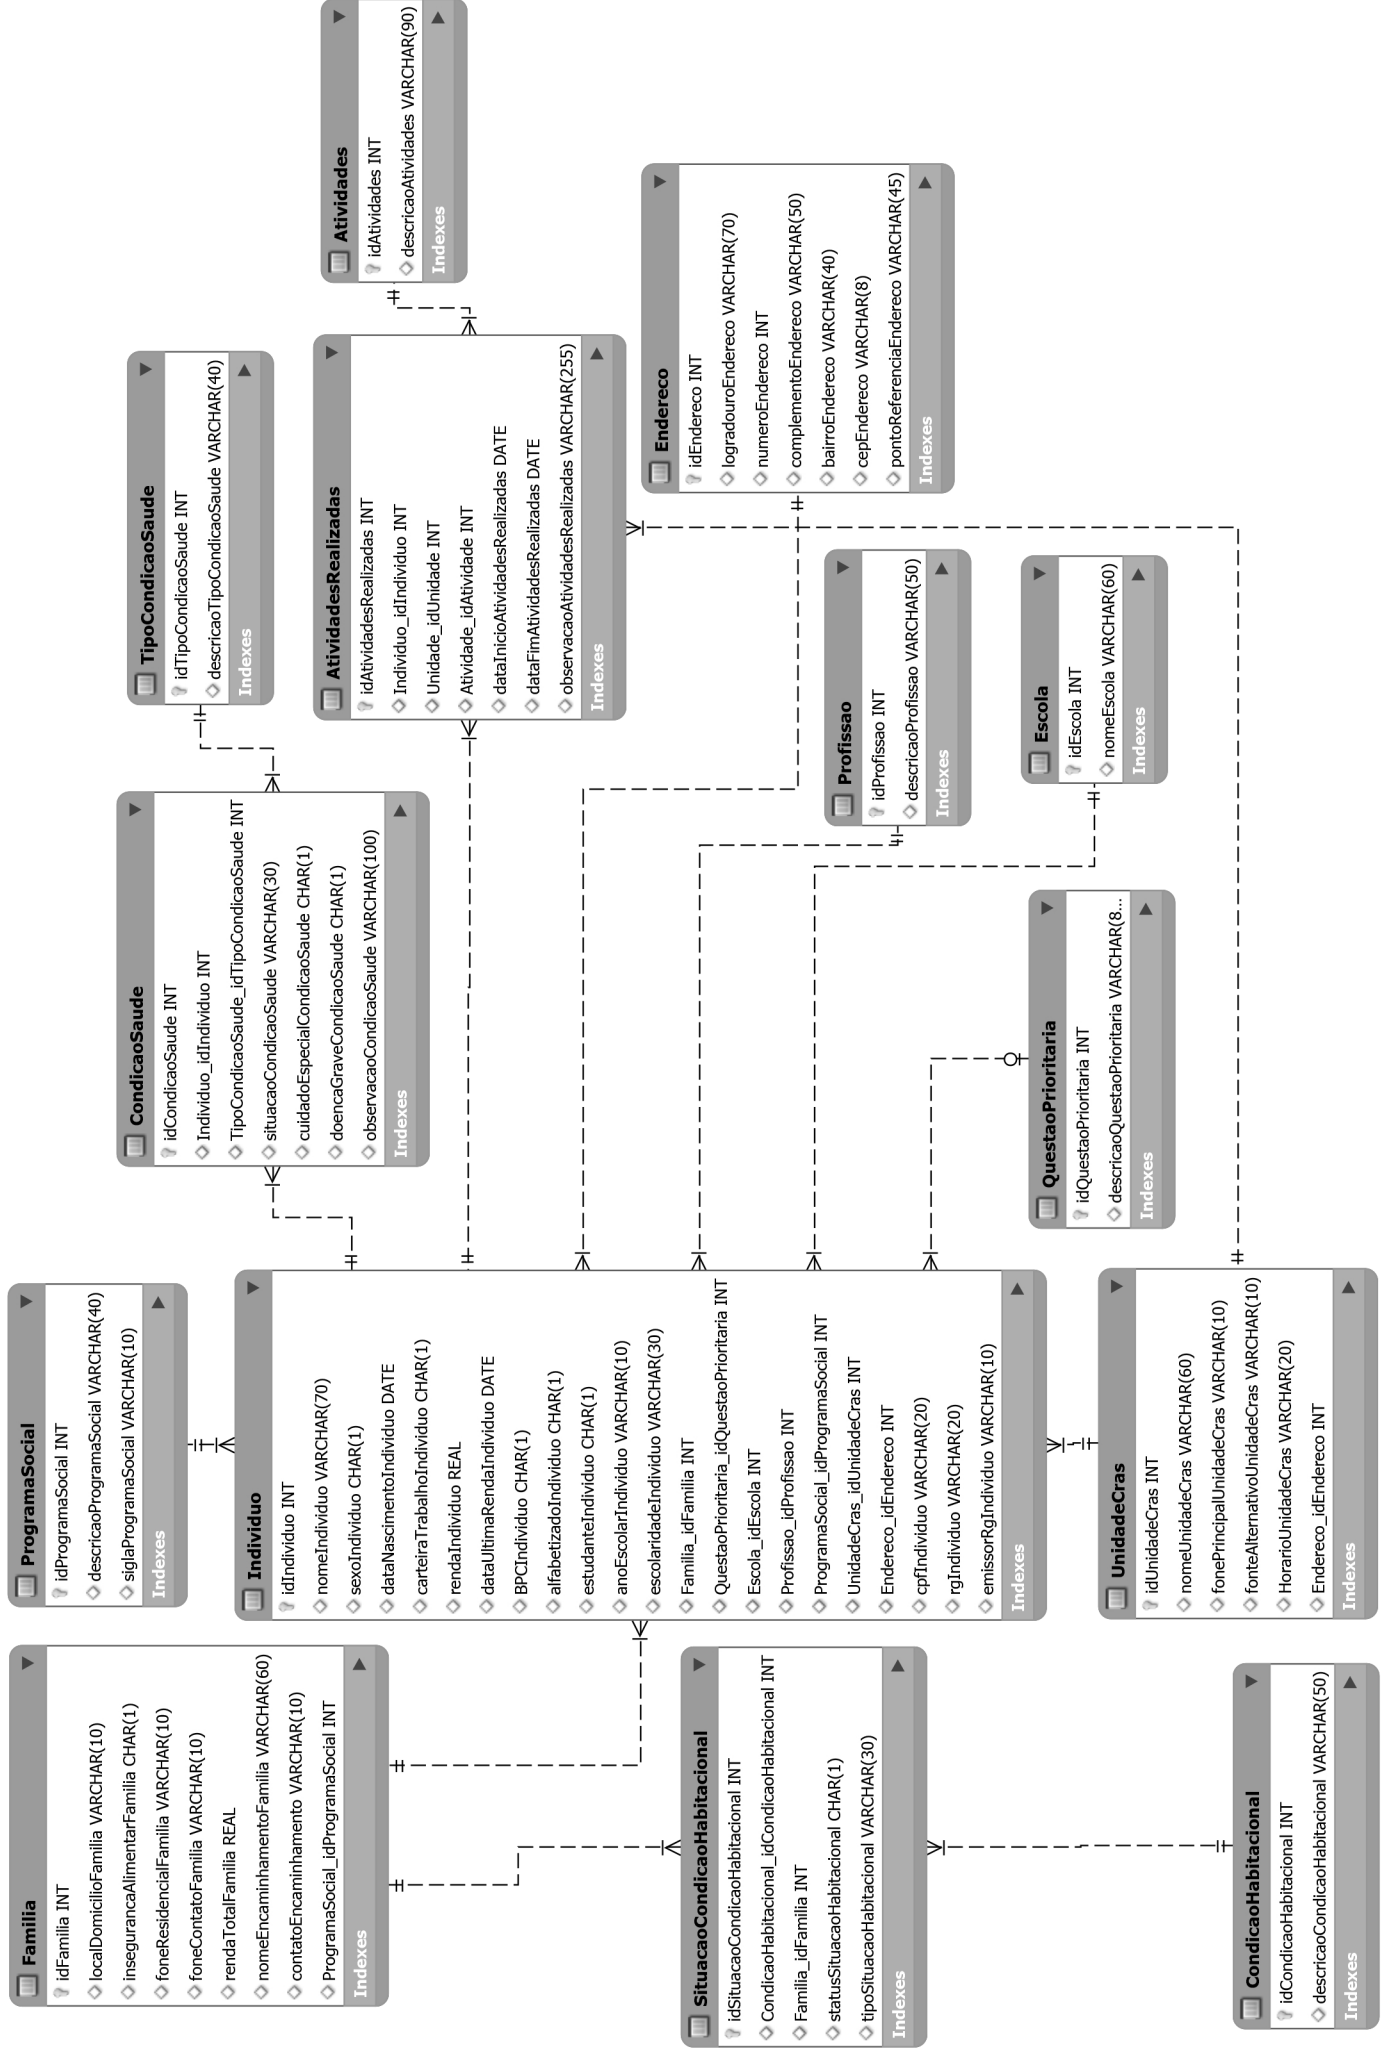 Familia
idFamilia INT
localDomicilioFamilia VARCHAR(10)
insegurancaAlimentarFamilia CHAR(1)
foneResidencialFamilia VARCHAR(10)
foneContatoFamilia VARCHAR(10)
rendaTotalFamilia REAL
nomeEncaminhamentoFamilia VARCHAR(60)
contatoEncaminhamento VARCHAR(10)
ProgramaSocial_idProgramaSocial INT
Indexes
ProgramaSocial
idProgramaSocial INT
descricaoProgramaSocial VARCHAR(40)
siglaProgramaSocial VARCHAR(10)
Indexes
CondicaoSaude
idCondicaoSaude INT
Individuo_idIndividuo INT
TipoCondicaoSaude_idTipoCondicaoSaude INT
situacaoCondicaoSaude VARCHAR(30)
cuidadoEspecialCondicaoSaude CHAR(1)
doencaGraveCondicaoSaude CHAR(1)
observacaoCondicaoSaude VARCHAR(100)
Indexes
TipoCondicaoSaude
idTipoCondicaoSaude INT
descricaoTipoCondicaoSaude VARCHAR(40)
Indexes
Individuo
idIndividuo INT
nomeIndividuo VARCHAR(70)
sexoIndividuo CHAR(1)
dataNascimentoIndividuo DATE
carteiraTrabalhoIndividuo CHAR(1)
rendaIndividuo REAL
dataUltimaRendaIndividuo DATE
BPCIndividuo CHAR(1)
alfabetizadoIndividuo CHAR(1)
estudanteIndividuo CHAR(1)
anoEscolarIndividuo VARCHAR(10)
escolaridadeIndividuo VARCHAR(30)
Familia_idFamilia INT
QuestaoPrioritaria_idQuestaoPrioritaria INT
Escola_idEscola INT
Profissao_idProfissao INT
ProgramaSocial_idProgramaSocial INT
UnidadeCras_idUnidadeCras INT
Endereco_idEndereco INT
cpfIndividuo VARCHAR(20)
rgIndividuo VARCHAR(20)
emissorRgIndividuo VARCHAR(10)
Indexes
AtividadesRealizadas
idAtividadesRealizadas INT
Individuo_idIndividuo INT
Unidade_idUnidade INT
Atividade_idAtividade INT
dataInicioAtividadesRealizadas DATE
dataFimAtividadesRealizadas DATE
observacaoAtividadesRealizadas VARCHAR(255)
Indexes
Atividades
idAtividades INT
descricaoAtividades VARCHAR(90)
Indexes
Endereco
idEndereco INT
logradouroEndereco VARCHAR(70)
numeroEndereco INT
complementoEndereco VARCHAR(50)
bairroEndereco VARCHAR(40)
cepEndereco VARCHAR(8)
pontoReferenciaEndereco VARCHAR(45)
Indexes
SituacaoCondicaoHabitacional
idSituacaoCondicaoHabitacional INT
CondicaoHabitacional_idCondicaoHabitacional INT
Familia_idFamilia INT
statusSituacaoHabitacional CHAR(1)
tipoSituacaoHabitacional VARCHAR(30)
Indexes
Profissao
idProfissao INT
descricaoProfissao VARCHAR(50)
Indexes
Escola
idEscola INT
nomeEscola VARCHAR(60)
Indexes
QuestaoPrioritaria
idQuestaoPrioritaria INT
descricaoQuestaoPrioritaria VARCHAR(8...
Indexes
UnidadeCras
idUnidadeCras INT
nomeUnidadeCras VARCHAR(60)
fonePrincipalUnidadeCras VARCHAR(10)
fonteAlternativoUnidadeCras VARCHAR(10)
HorarioUnidadeCras VARCHAR(20)
Endereco_idEndereco INT
Indexes
CondicaoHabitacional
idCondicaoHabitacional INT
descricaoCondicaoHabitacional VARCHAR(50)
Indexes